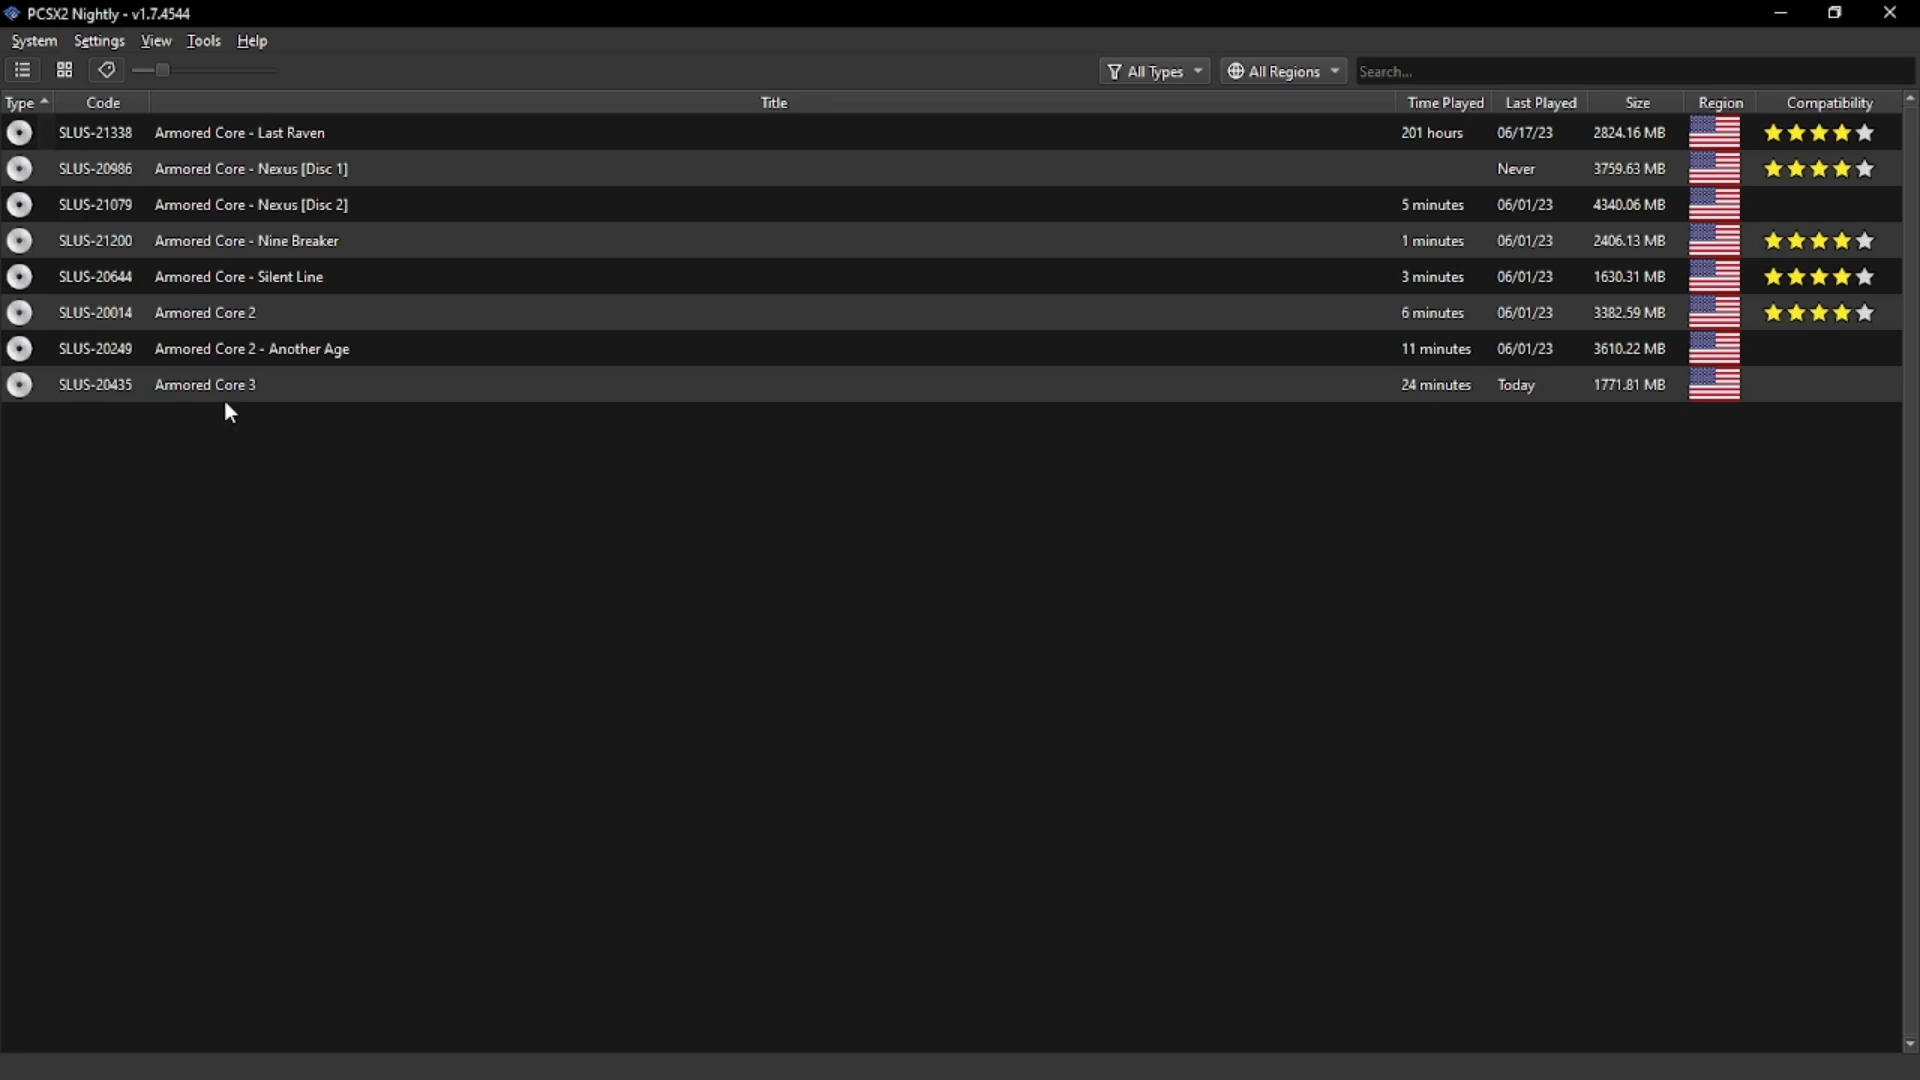 PCSX2 Nightly - v1.7.4544
System Settings View Tools Help
All Types All Regions Search...
Type Code Title Time Played Last Played Size Region Compatibility
SLUS-21338 Armored Core - Last Raven 201 hours 06/17/23 2824.16 MB
SLUS-20986 Armored Core - Nexus [Disc 1] Never 3759.63 MB
SLUS-21079 Armored Core - Nexus [Disc 2] 5 minutes 06/01/23 4340.06 MB
SLUS-21200 Armored Core - Nine Breaker 1 minutes 06/01/23 2406.13 MB
SLUS-20644 Armored Core - Silent Line 3 minutes 06/01/23 1630.31 MB
SLUS-20014 Armored Core 2 6 minutes 06/01/23 3382.59 MB
SLUS-20249 Armored Core 2 - Another Age 11 minutes 06/01/23 3610.22 MB
SLUS-20435 Armored Core 3 24 minutes Today 1771.81 MB